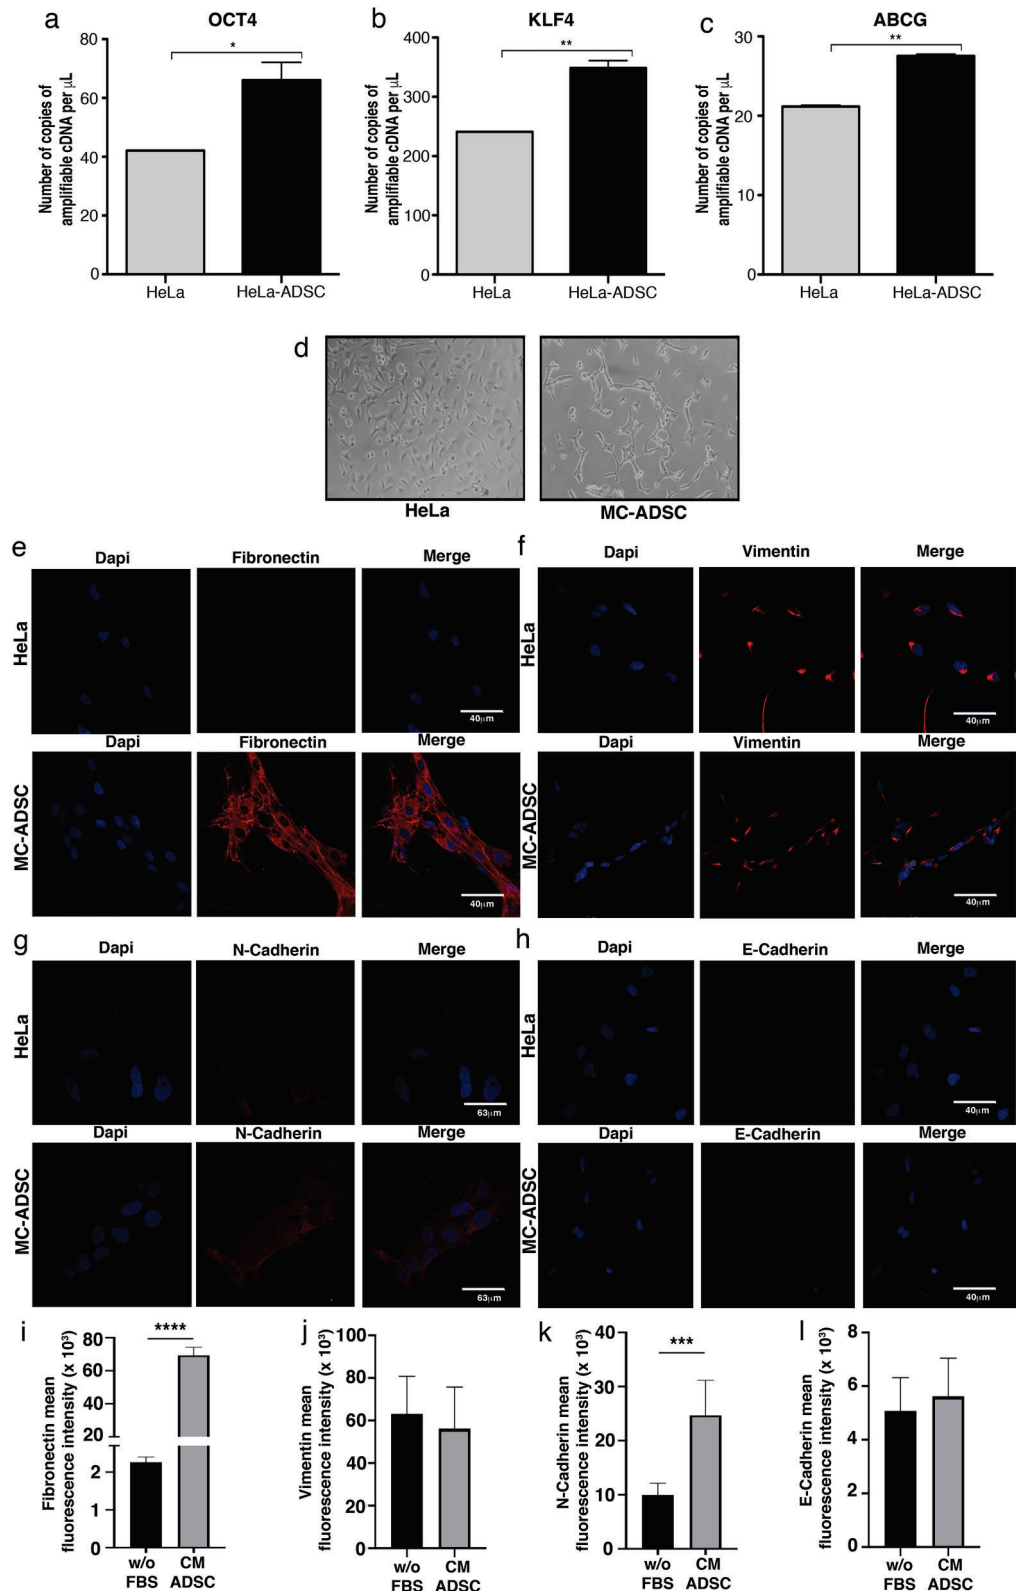 a
OCT4
Number of copies of
amplifiable cDNA per μL
80
60
40
20
0
*
HeLa
HeLa-ADSC
b
KLF4
Number of copies of
amplifiable cDNA per μL
400
300
200
100
0
**
HeLa
HeLa-ADSC
c
ABCG
Number of copies of
amplifiable cDNA per μL
30
20
10
0
**
HeLa
HeLa-ADSC
d
HeLa
MC-ADSC
e
Dapi
Fibronectin
Merge
HeLa
40μm
Dapi
Fibronectin
Merge
MC-ADSC
40μm
f
Dapi
Vimentin
Merge
HeLa
40μm
Dapi
Vimentin
Merge
MC-ADSC
40μm
g
Dapi
N-Cadherin
Merge
HeLa
63μm
Dapi
N-Cadherin
Merge
MC-ADSC
63μm
h
Dapi
E-Cadherin
Merge
HeLa
40μm
Dapi
E-Cadherin
Merge
MC-ADSC
40μm
i
Fibronectin mean
fluorescence intensity (x 10³)
80
60
40
20
2
1
0
****
w/o
FBS
CM
ADSC
j
Vimentin mean
fluorescence intensity (x 10³)
100
80
60
40
20
0
w/o
FBS
CM
ADSC
k
N-Cadherin mean
fluorescence intensity (x 10³)
40
30
20
10
0
***
w/o
FBS
CM
ADSC
l
E-Cadherin mean
fluorescence intensity (x 10³)
8
6
4
2
0
w/o
FBS
CM
ADSC